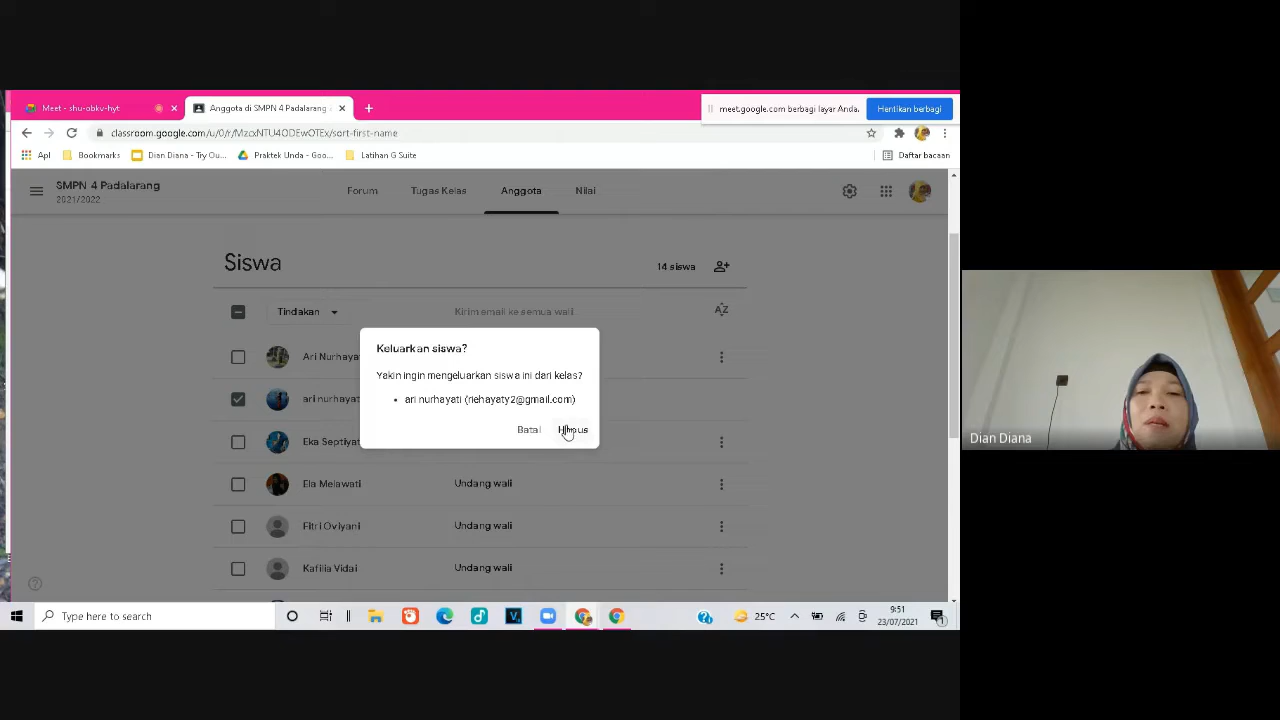 Meet - shu-obkv-hyt
Anggota di SMPN 4 Padalarang
meet.google.com berbagi layar Anda.
Hentikan berbagi
classroom.google.com/u/0/r/MzcxNTU4ODEwOTEx/sort-first-name
Apl
Bookmarks
Dian Diana - Try Ou...
Praktek Unda - Goo...
Latihan G Suite
Daftar bacaan
SMPN 4 Padalarang
2021/2022
Forum
Tugas Kelas
Anggota
Nilai
Siswa
14 siswa
Tindakan
Kirim email ke semua wali
AZ
Keluarkan siswa?
Yakin ingin mengeluarkan siswa ini dari kelas?
• ari nurhayati (riehayaty2@gmail.com)
Batal
Hapus
Ari Nurhaya
ari nurhayat
Eka Septiya
Ela Melawati
Undang wali
Fitri Oviyani
Undang wali
Kafilia Vidai
Undang wali
Dian Diana
Type here to search
25°C
9:51
23/07/2021